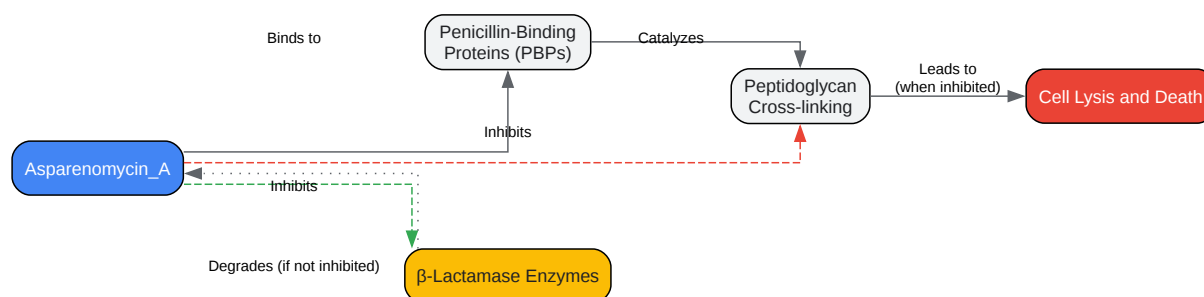 Binds to
Penicillin-Binding
Proteins (PBPs)
Catalyzes
Peptidoglycan
Cross-linking
Leads to
(when inhibited)
Cell Lysis and Death
Inhibits
Asparenomycin_A
Inhibits
Degrades (if not inhibited)
β-Lactamase Enzymes